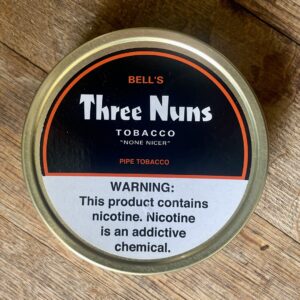 BELL'S
Three Nuns
TOBACCO
"NONE NICER"
PIPE TOBACCO
WARNING:
This product contains
nicotine. Nicotine
is an addictive
chemical.